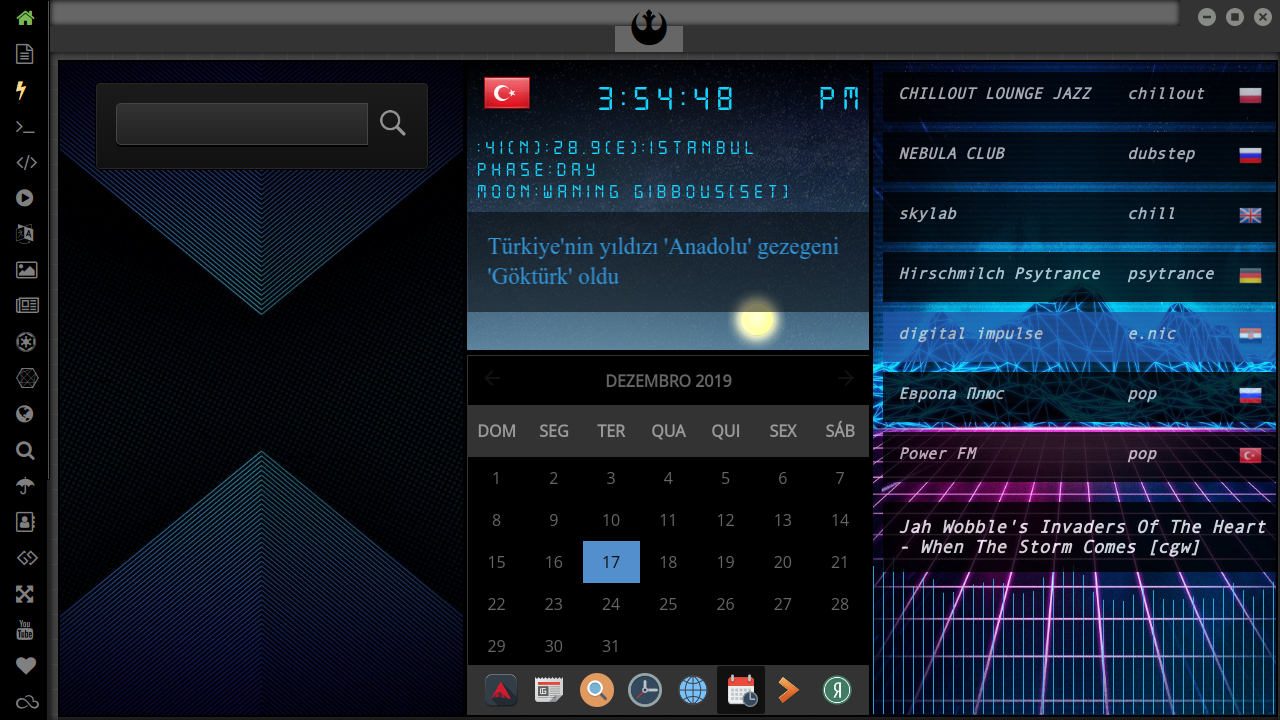 3:54:48 PM
:41(N):28.9(E):ISTANBUL
PHASE:DAY
MOON:WANING GIBBOUS(SET)
Türkiye'nin yıldızı 'Anadolu' gezegeni
'Göktürk' oldu
DEZEMBRO 2019
DOM SEG TER QUA QUI SEX SÁB
1 2 3 4 5 6 7
8 9 10 11 12 13 14
15 16 17 18 19 20 21
22 23 24 25 26 27 28
29 30 31
CHILLOUT LOUNGE JAZZ chillout
NEBULA CLUB dubstep
skylab chill
Hirschmilch Psytrance psytrance
digital impulse e.nic
Европа Плюс pop
Power FM pop
Jah Wobble's Invaders Of The Heart
- When The Storm Comes [cgw]
You
Tube
Я